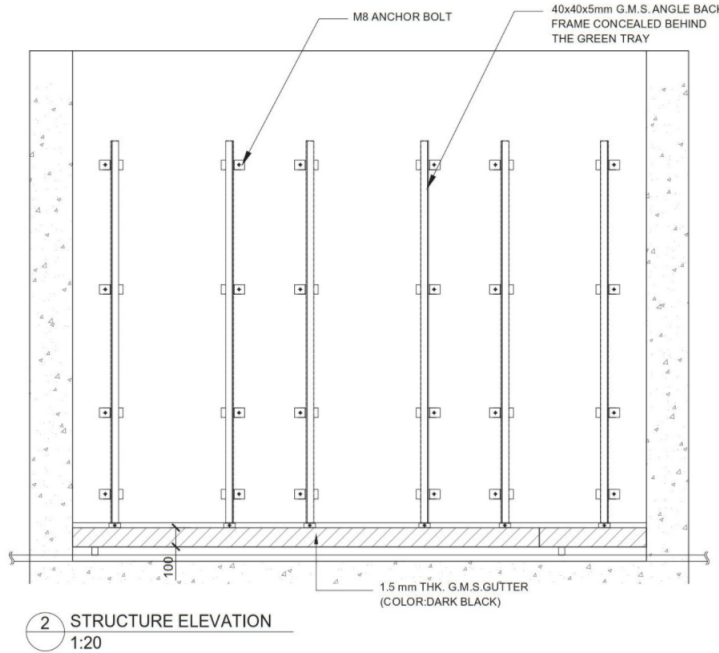 M8 ANCHOR BOLT
40x40x5mm G.M.S. ANGLE BACK
FRAME CONCEALED BEHIND
THE GREEN TRAY
100
1.5 mm THK. G.M.S.GUTTER
(COLOR:DARK BLACK)
2 STRUCTURE ELEVATION
1:20